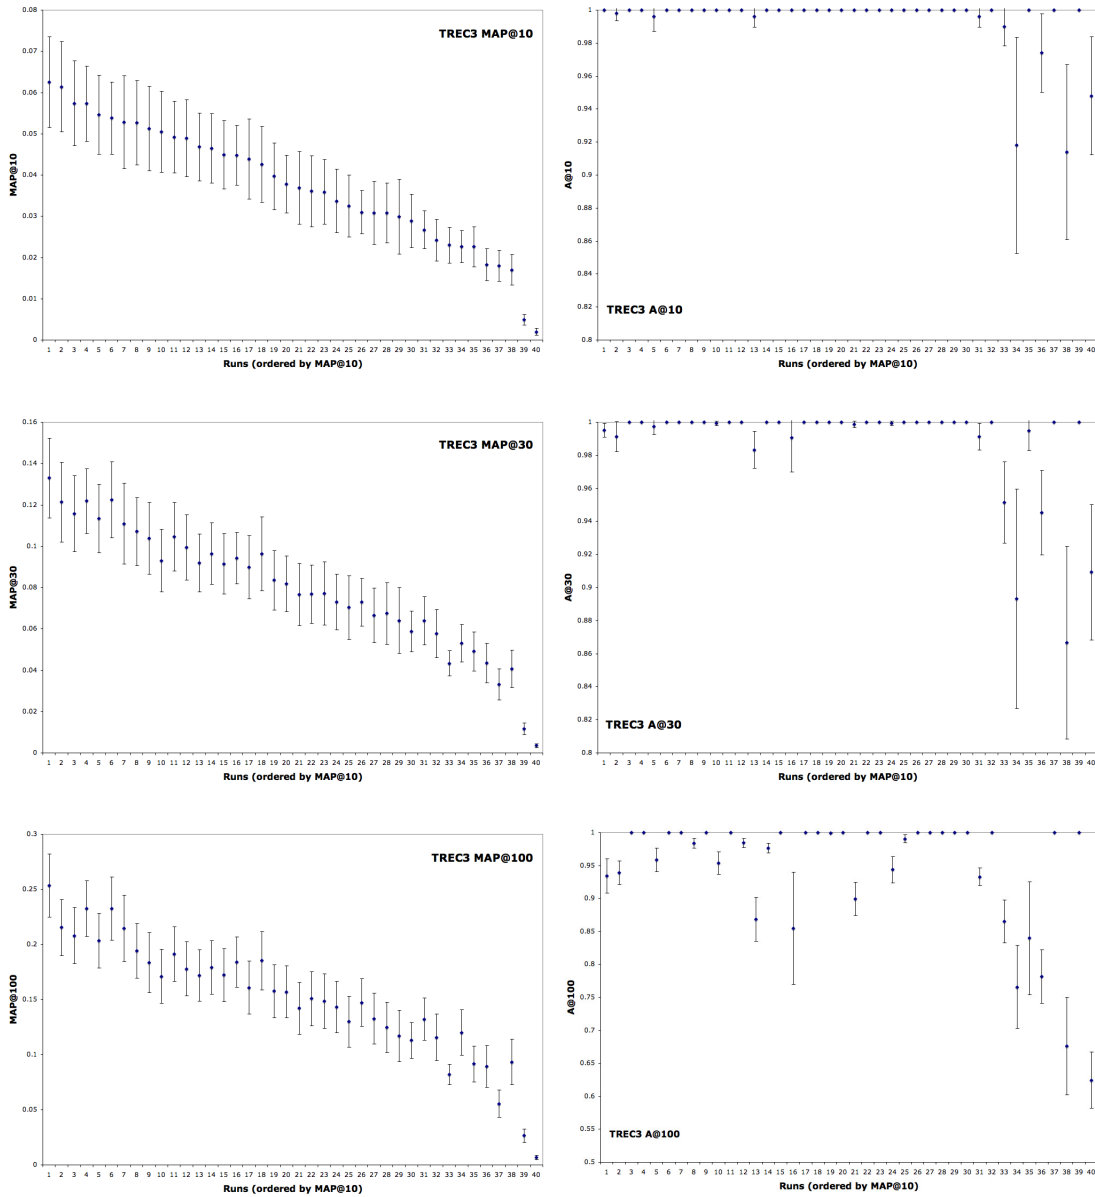 TREC3 MAP@10
MAP@10
0.08
0.07
0.06
0.05
0.04
0.03
0.02
0.01
0
1 2 3 4 5 6 7 8 9 10 11 12 13 14 15 16 17 18 19 20 21 22 23 24 25 26 27 28 29 30 31 32 33 34 35 36 37 38 39 40
Runs (ordered by MAP@10)
TREC3 A@10
A@10
1
0.98
0.96
0.94
0.92
0.9
0.88
0.86
0.84
0.82
0.8
1 2 3 4 5 6 7 8 9 10 11 12 13 14 15 16 17 18 19 20 21 22 23 24 25 26 27 28 29 30 31 32 33 34 35 36 37 38 39 40
Runs (ordered by MAP@10)
TREC3 MAP@30
MAP@30
0.16
0.14
0.12
0.1
0.08
0.06
0.04
0.02
0
1 2 3 4 5 6 7 8 9 10 11 12 13 14 15 16 17 18 19 20 21 22 23 24 25 26 27 28 29 30 31 32 33 34 35 36 37 38 39 40
Runs (ordered by MAP@10)
TREC3 A@30
A@30
1
0.98
0.96
0.94
0.92
0.9
0.88
0.86
0.84
0.82
0.8
1 2 3 4 5 6 7 8 9 10 11 12 13 14 15 16 17 18 19 20 21 22 23 24 25 26 27 28 29 30 31 32 33 34 35 36 37 38 39 40
Runs (ordered by MAP@10)
TREC3 MAP@100
MAP@100
0.3
0.25
0.2
0.15
0.1
0.05
0
1 2 3 4 5 6 7 8 9 10 11 12 13 14 15 16 17 18 19 20 21 22 23 24 25 26 27 28 29 30 31 32 33 34 35 36 37 38 39 40
Runs (ordered by MAP@10)
TREC3 A@100
A@100
1
0.95
0.9
0.85
0.8
0.75
0.7
0.65
0.6
0.55
0.5
1 2 3 4 5 6 7 8 9 10 11 12 13 14 15 16 17 18 19 20 21 22 23 24 25 26 27 28 29 30 31 32 33 34 35 36 37 38 39 40
Runs (ordered by MAP@10)